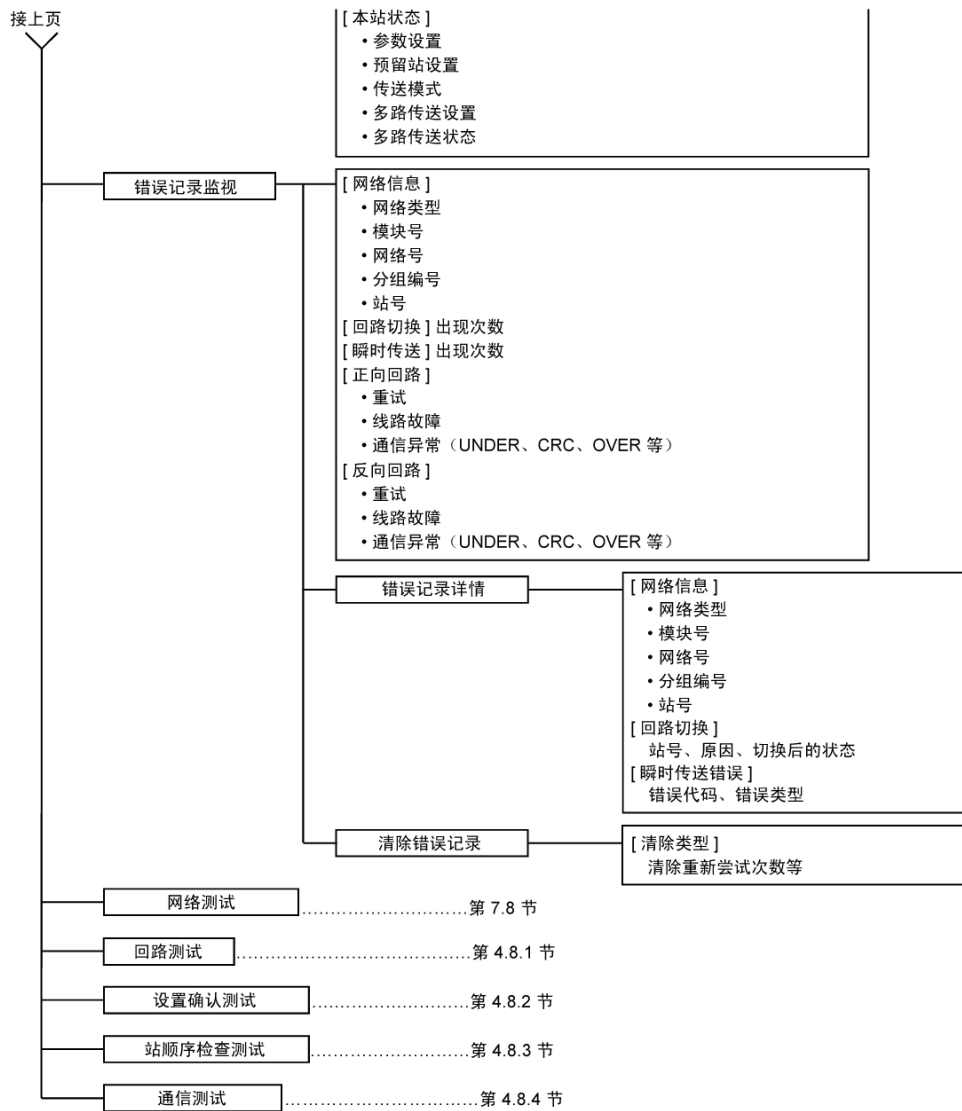 接上页
[ 本站状态 ]
• 参数设置
• 预留站设置
• 传送模式
• 多路传送设置
• 多路传送状态
错误记录监视
[ 网络信息 ]
• 网络类型
• 模块号
• 网络号
• 分组编号
• 站号
[ 回路切换 ] 出现次数
[ 瞬时传送 ] 出现次数
[ 正向回路 ]
• 重试
• 线路故障
• 通信异常（UNDER、CRC、OVER 等）
[ 反向回路 ]
• 重试
• 线路故障
• 通信异常（UNDER、CRC、OVER 等）
错误记录详情
[ 网络信息 ]
• 网络类型
• 模块号
• 网络号
• 分组编号
• 站号
[ 回路切换 ]
站号、原因、切换后的状态
[ 瞬时传送错误 ]
错误代码、错误类型
清除错误记录
[ 清除类型 ]
清除重新尝试次数等
网络测试……………………………第 7.8 节
回路测试……………………………………第 4.8.1 节
设置确认测试…………………………第 4.8.2 节
站顺序检查测试…………………………第 4.8.3 节
通信测试………………………………第 4.8.4 节